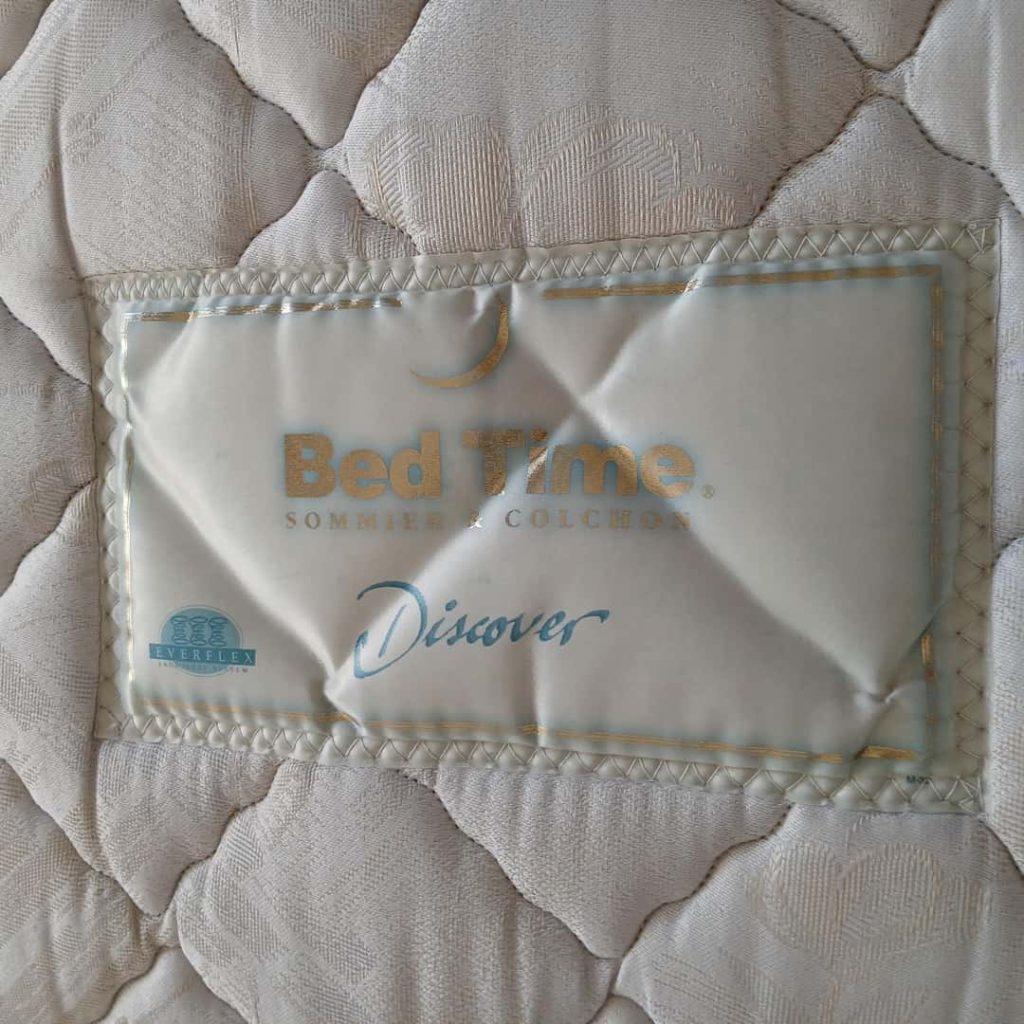 Bed Time®
SOMMIER & COLCHON
Discover
EVERFLEX